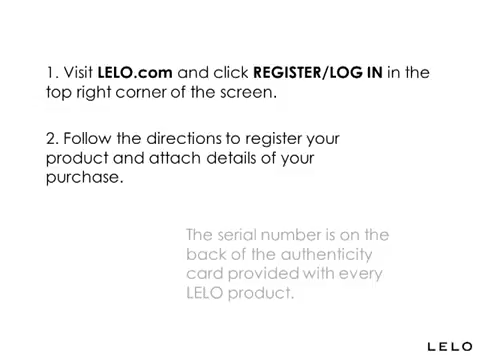 1. Visit LELO.com and click REGISTER/LOG IN in the
top right corner of the screen.
2. Follow the directions to register your
product and attach details of your
purchase.
The serial number is on the
back of the authenticity
card provided with every
LELO product.
LELO